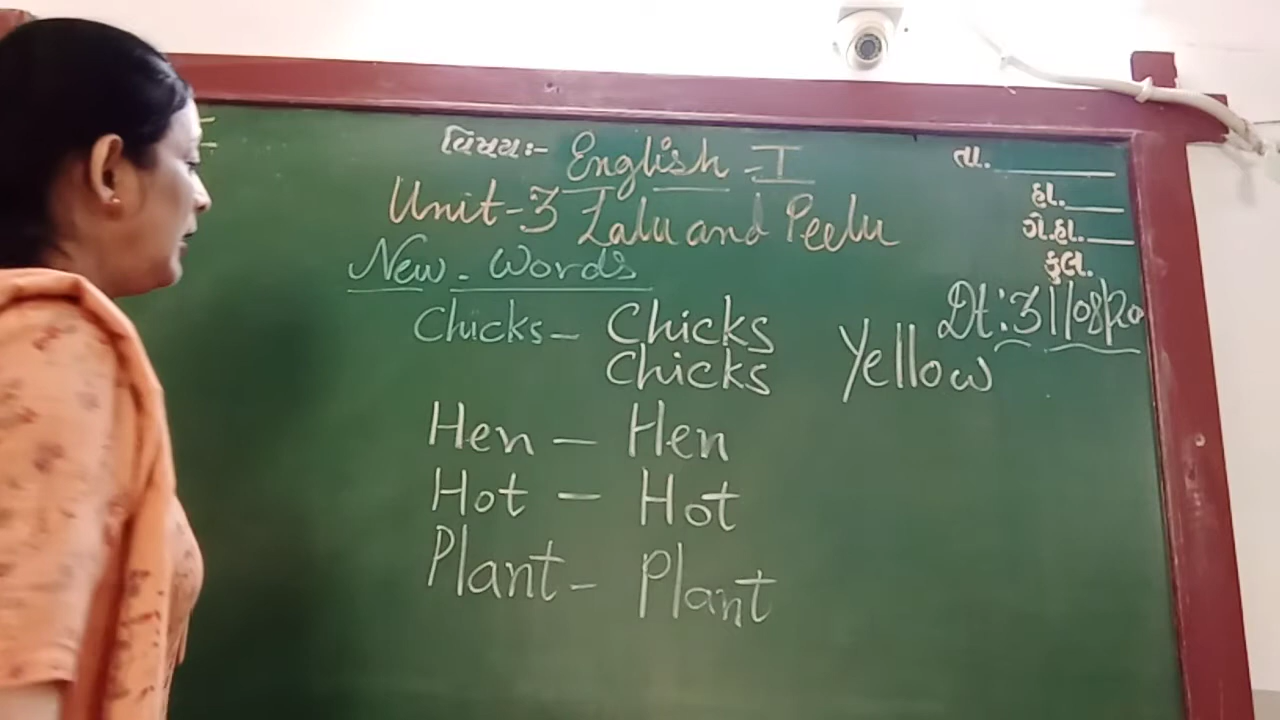 વિષય:- English - I
તા.
Unit-3 Lalu and Peelu
હા.
ગે.હા.
કુલ.
New - Words
Dt:31/08/20
Chicks - Chicks
Chicks
Yellow
Hen - Hen
Hot - Hot
Plant - Plant